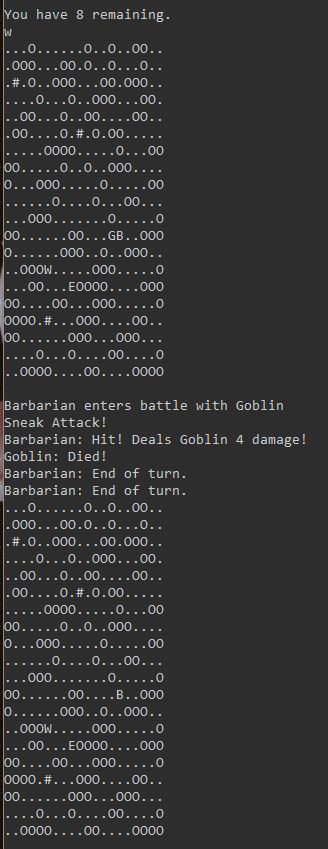 You have 8 remaining.
w
...O......O..O..OO..
.OOO...OO.O..O...O..
.#.O..OOO...OO.OOO..
....O...O..OOO...OO.
..OO...O..OO....OO..
.OO....O.#.O.OO.....
.....OOOO.....O...OO
OO.....O..O..OOO....
O...OOO.....O.....OO
......O....O...OO...
...OOO.......O.....O
OO......OO...GB..OOO
O......OOO..O..OOO..
..OOOW.....OOO.....O
...OO...EOOOO....OOO
OO....OO...OOO.....O
OOOO.#...OOO....OO..
OO......OOO...OOO...
....O...O....OO....O
..OOOO....OO....OOOO
Barbarian enters battle with Goblin
Sneak Attack!
Barbarian: Hit! Deals Goblin 4 damage!
Goblin: Died!
Barbarian: End of turn.
Barbarian: End of turn.
...O......O..O..OO..
.OOO...OO.O..O...O..
.#.O..OOO...OO.OOO..
....O...O..OOO...OO.
..OO...O..OO....OO..
.OO....O.#.O.OO.....
.....OOOO.....O...OO
OO.....O..O..OOO....
O...OOO.....O.....OO
......O....O...OO...
...OOO.......O.....O
OO......OO....B..OOO
O......OOO..O..OOO..
..OOOW.....OOO.....O
...OO...EOOOO....OOO
OO....OO...OOO.....O
OOOO.#...OOO....OO..
OO......OOO...OOO...
....O...O....OO....O
..OOOO....OO....OOOO